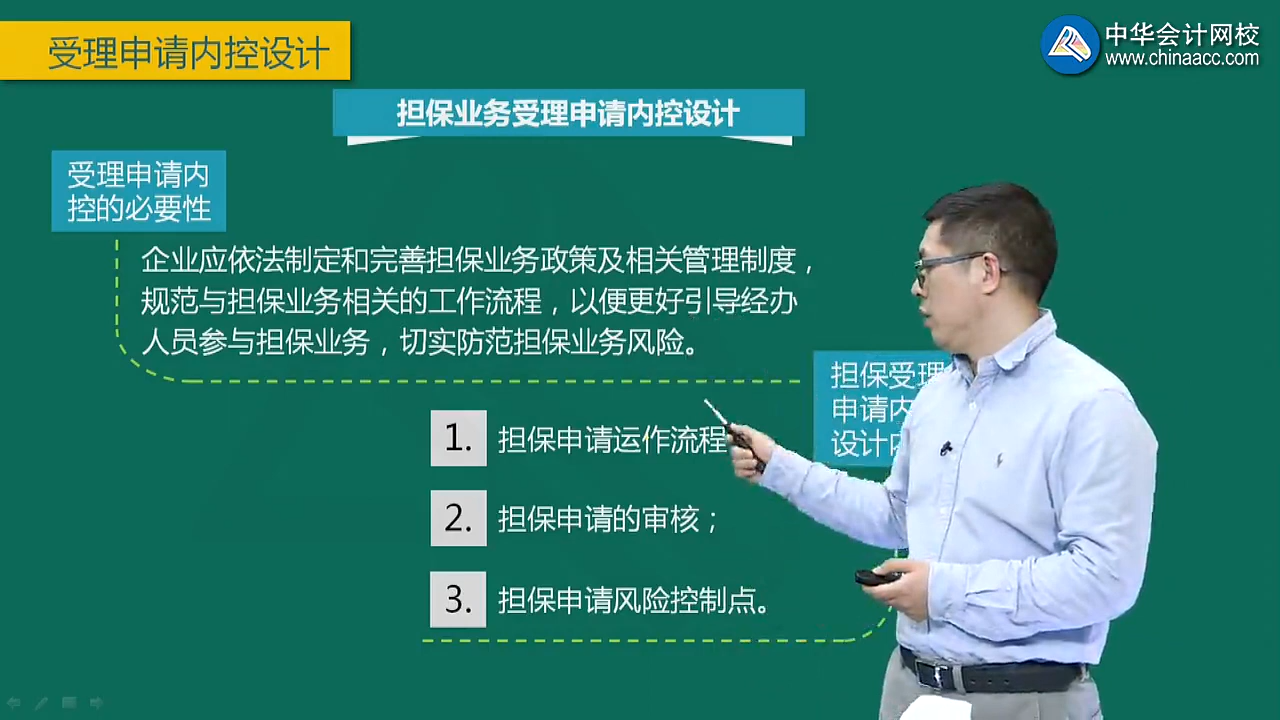 受理申请内控设计
中华会计网校
www.chinaacc.com
担保业务受理申请内控设计
受理申请内
控的必要性
企业应依法制定和完善担保业务政策及相关管理制度，
规范与担保业务相关的工作流程，以便更好引导经办
人员参与担保业务，切实防范担保业务风险。
担保受理
申请内
设计内
1. 担保申请运作流程
2. 担保申请的审核；
3. 担保申请风险控制点。